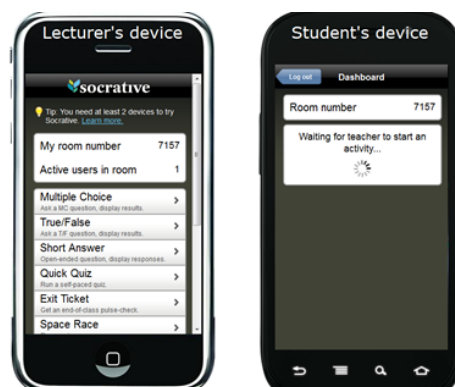 Lecturer's device
socrative
Tip: You need at least 2 devices to try
Socrative. Learn more.
My room number 7157
Active users in room 1
Multiple Choice
Ask a MC question, display results.
True/False
Ask a T/F question, display results.
Short Answer
Open-ended question, display responses.
Quick Quiz
Run a self-paced quiz.
Exit Ticket
Get an end-of-class pulse-check.
Space Race
Student's device
Log out Dashboard
Room number 7157
Waiting for teacher to start an
activity...